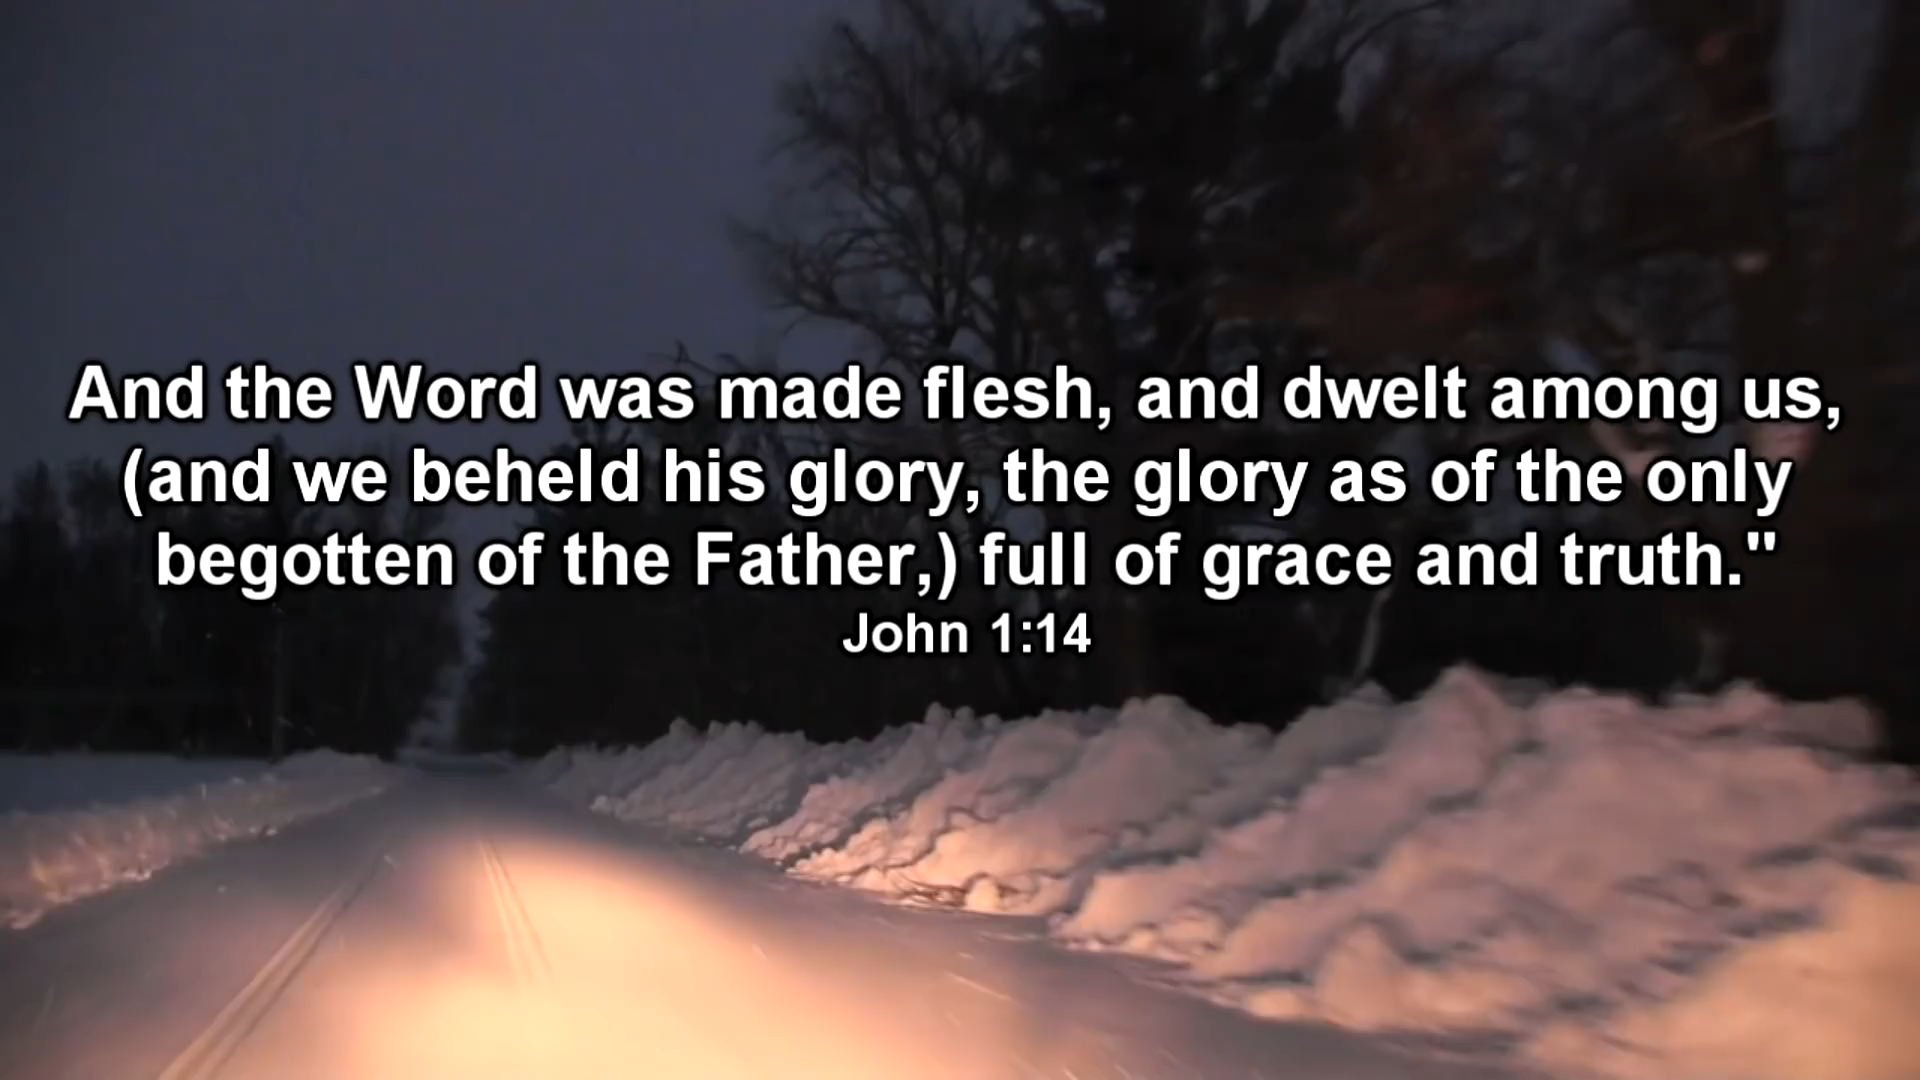 And the Word was made flesh, and dwelt among us,
(and we beheld his glory, the glory as of the only
begotten of the Father,) full of grace and truth."
John 1:14